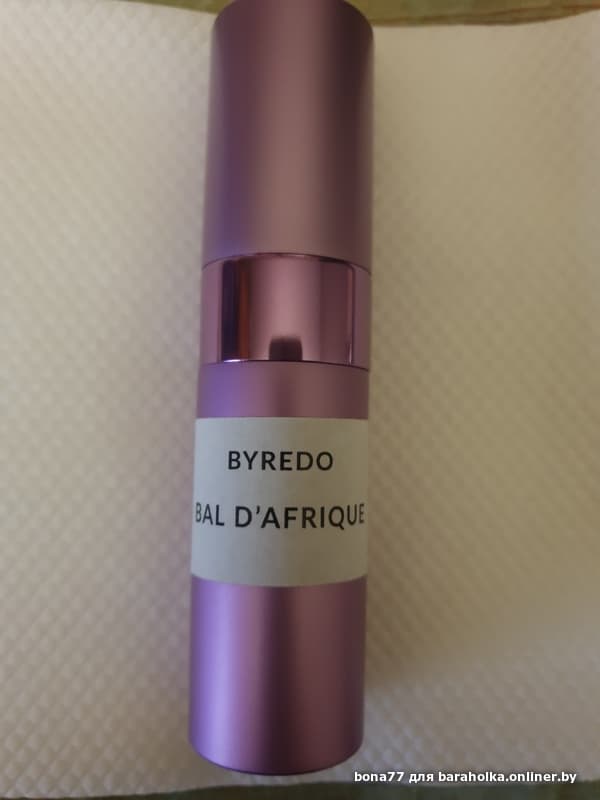 BYREDO
BAL D'AFRIQUE
bona77 для baraholka.onliner.by